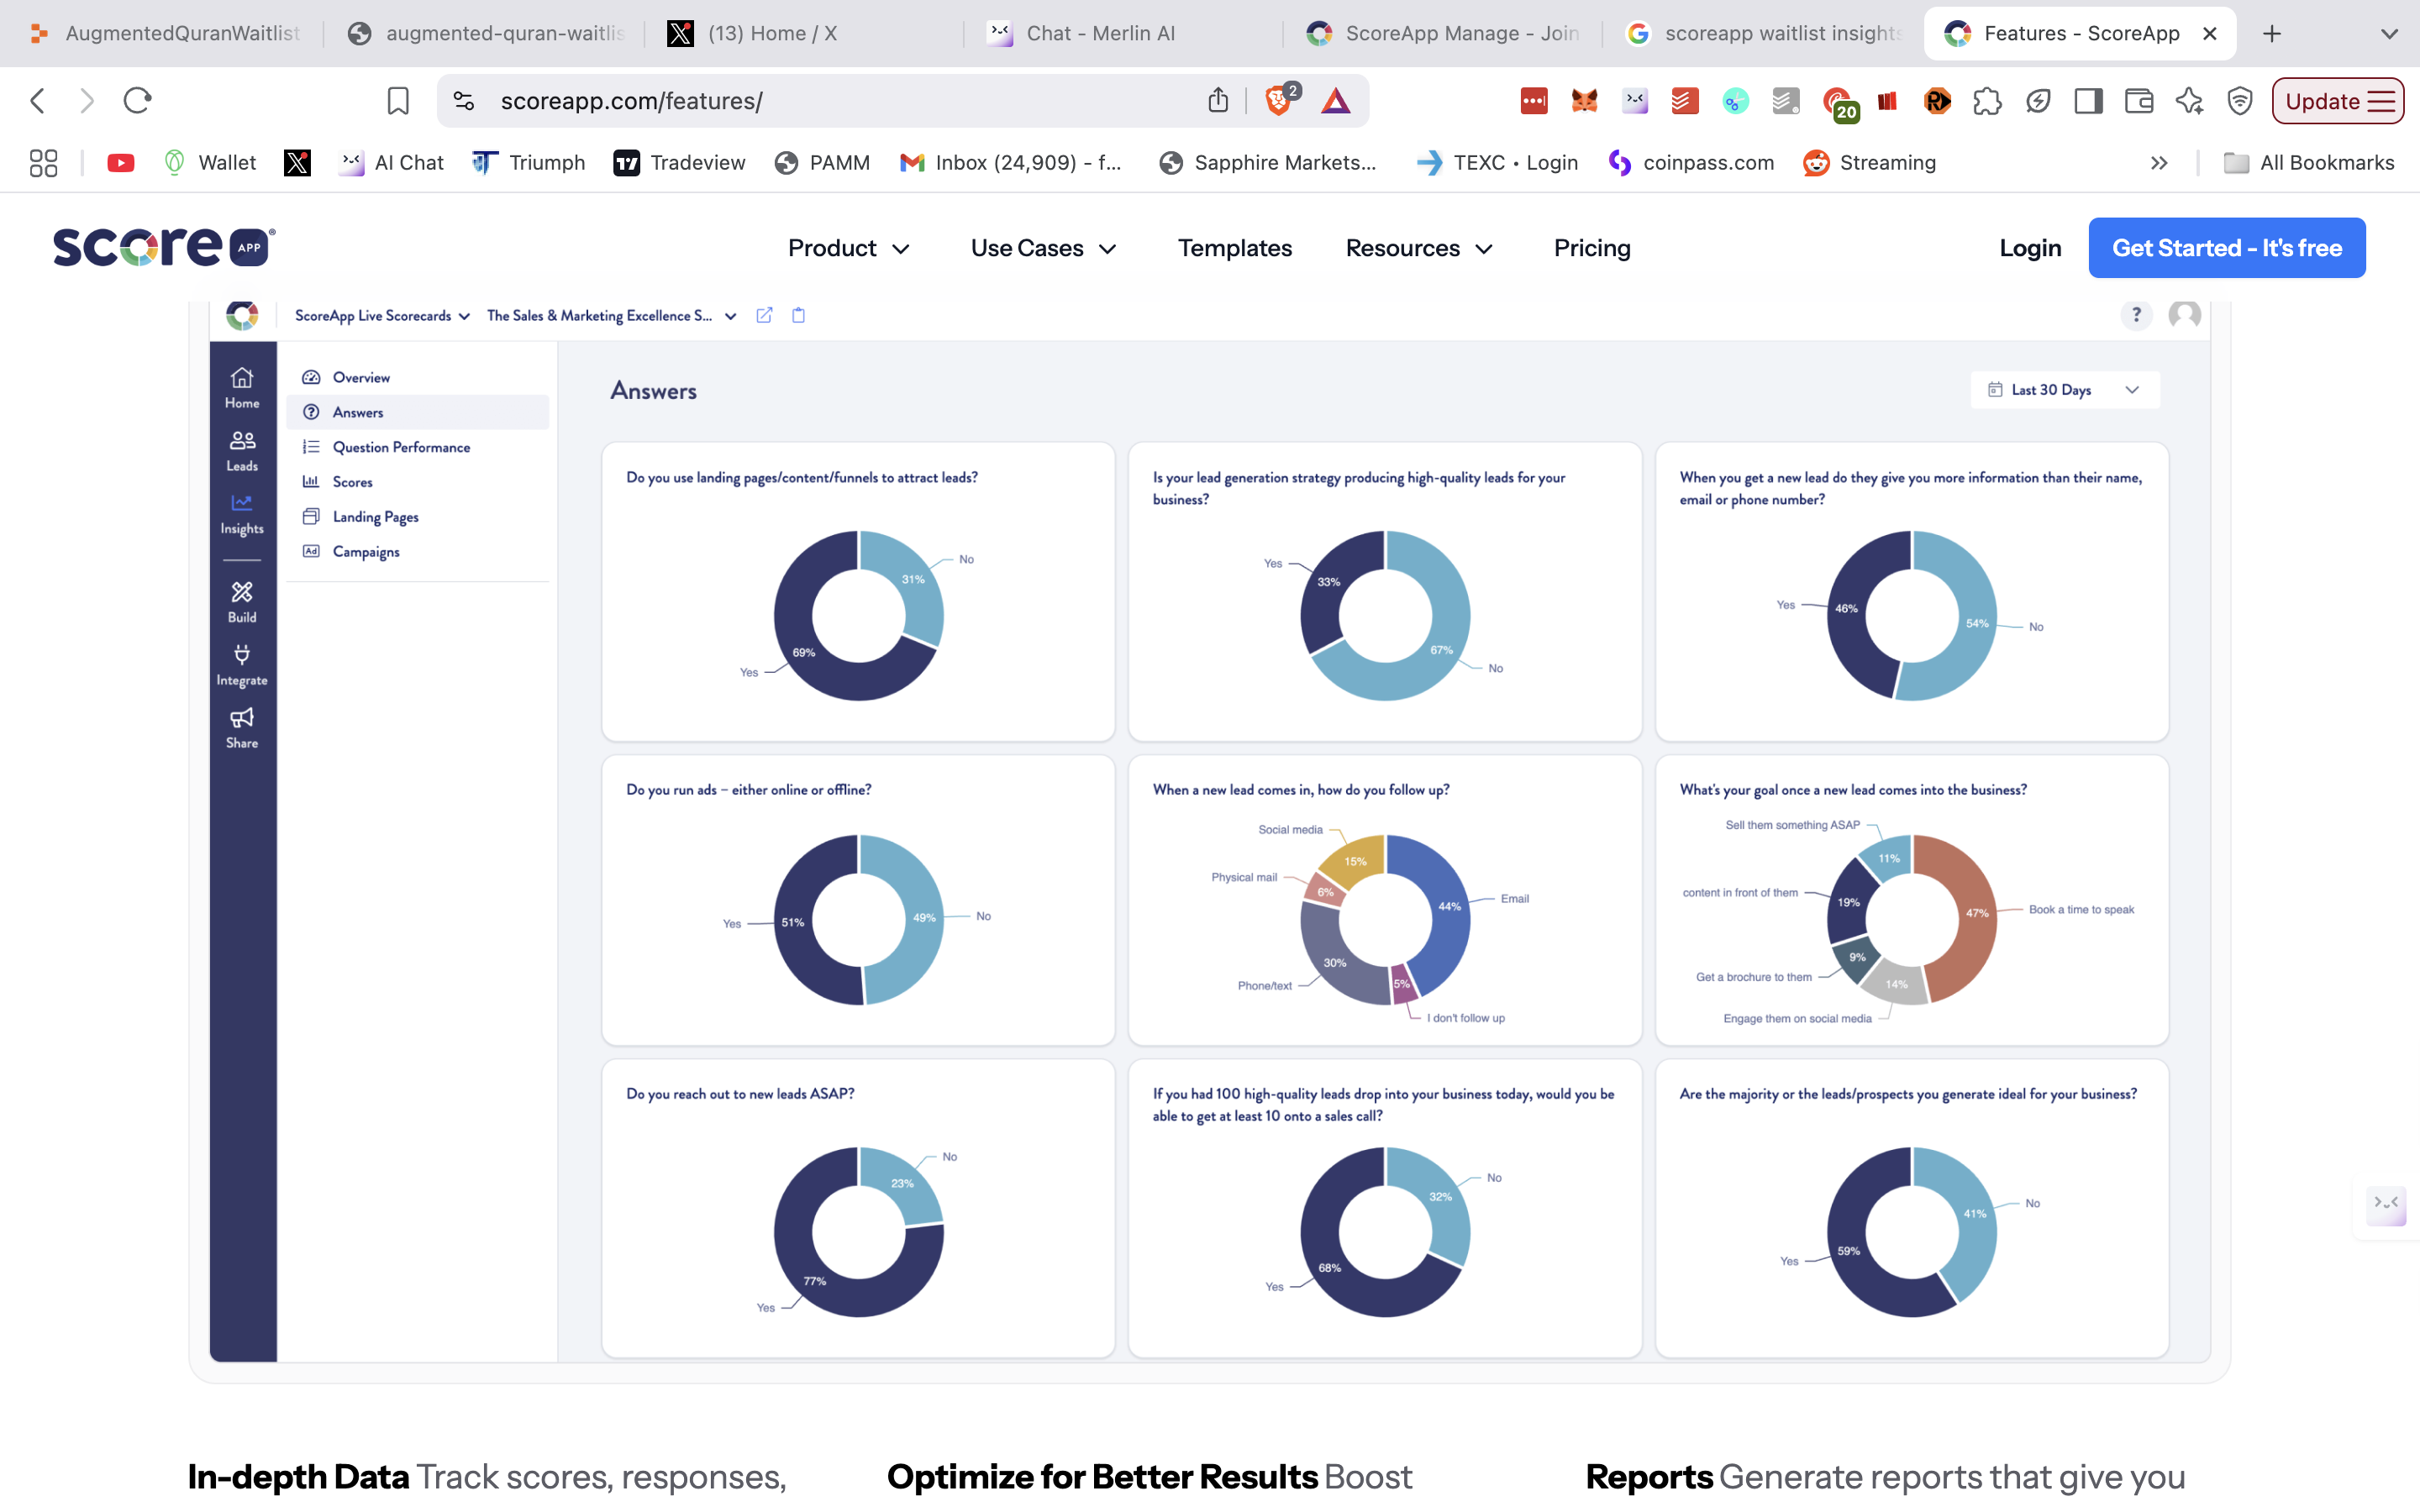 AugmentedQuranWaitlist
augmented-quran-waitlis
(13) Home / X
Chat - Merlin AI
ScoreApp Manage - Join
scoreapp waitlist insights
Features - ScoreApp
scoreapp.com/features/
2
20
Update
Wallet
AI Chat
Triumph
Tradeview
PAMM
Inbox (24,909) - f...
Sapphire Markets...
TEXC • Login
coinpass.com
Streaming
All Bookmarks
score APP
Product
Use Cases
Templates
Resources
Pricing
Login
Get Started - It's free
ScoreApp Live Scorecards
The Sales & Marketing Excellence S...
?
Home
Leads
Insights
Build
Integrate
Share
Overview
Answers
Question Performance
Scores
Landing Pages
Ad Campaigns
Answers
Last 30 Days
Do you use landing pages/content/funnels to attract leads?
No
31%
69%
Yes
Is your lead generation strategy producing high-quality leads for your
business?
Yes
33%
67%
No
When you get a new lead do they give you more information than their name,
email or phone number?
Yes
46%
54%
No
Do you run ads – either online or offline?
Yes
51%
49%
No
When a new lead comes in, how do you follow up?
Social media
15%
Physical mail
6%
44%
Email
30%
Phone/text
5%
I don't follow up
What's your goal once a new lead comes into the business?
Sell them something ASAP
11%
content in front of them
19%
47%
Book a time to speak
9%
Get a brochure to them
14%
Engage them on social media
Do you reach out to new leads ASAP?
No
23%
77%
Yes
If you had 100 high-quality leads drop into your business today, would you be
able to get at least 10 onto a sales call?
No
32%
68%
Yes
Are the majority or the leads/prospects you generate ideal for your business?
No
41%
59%
Yes
In-depth Data Track scores, responses,
Optimize for Better Results Boost
Reports Generate reports that give you